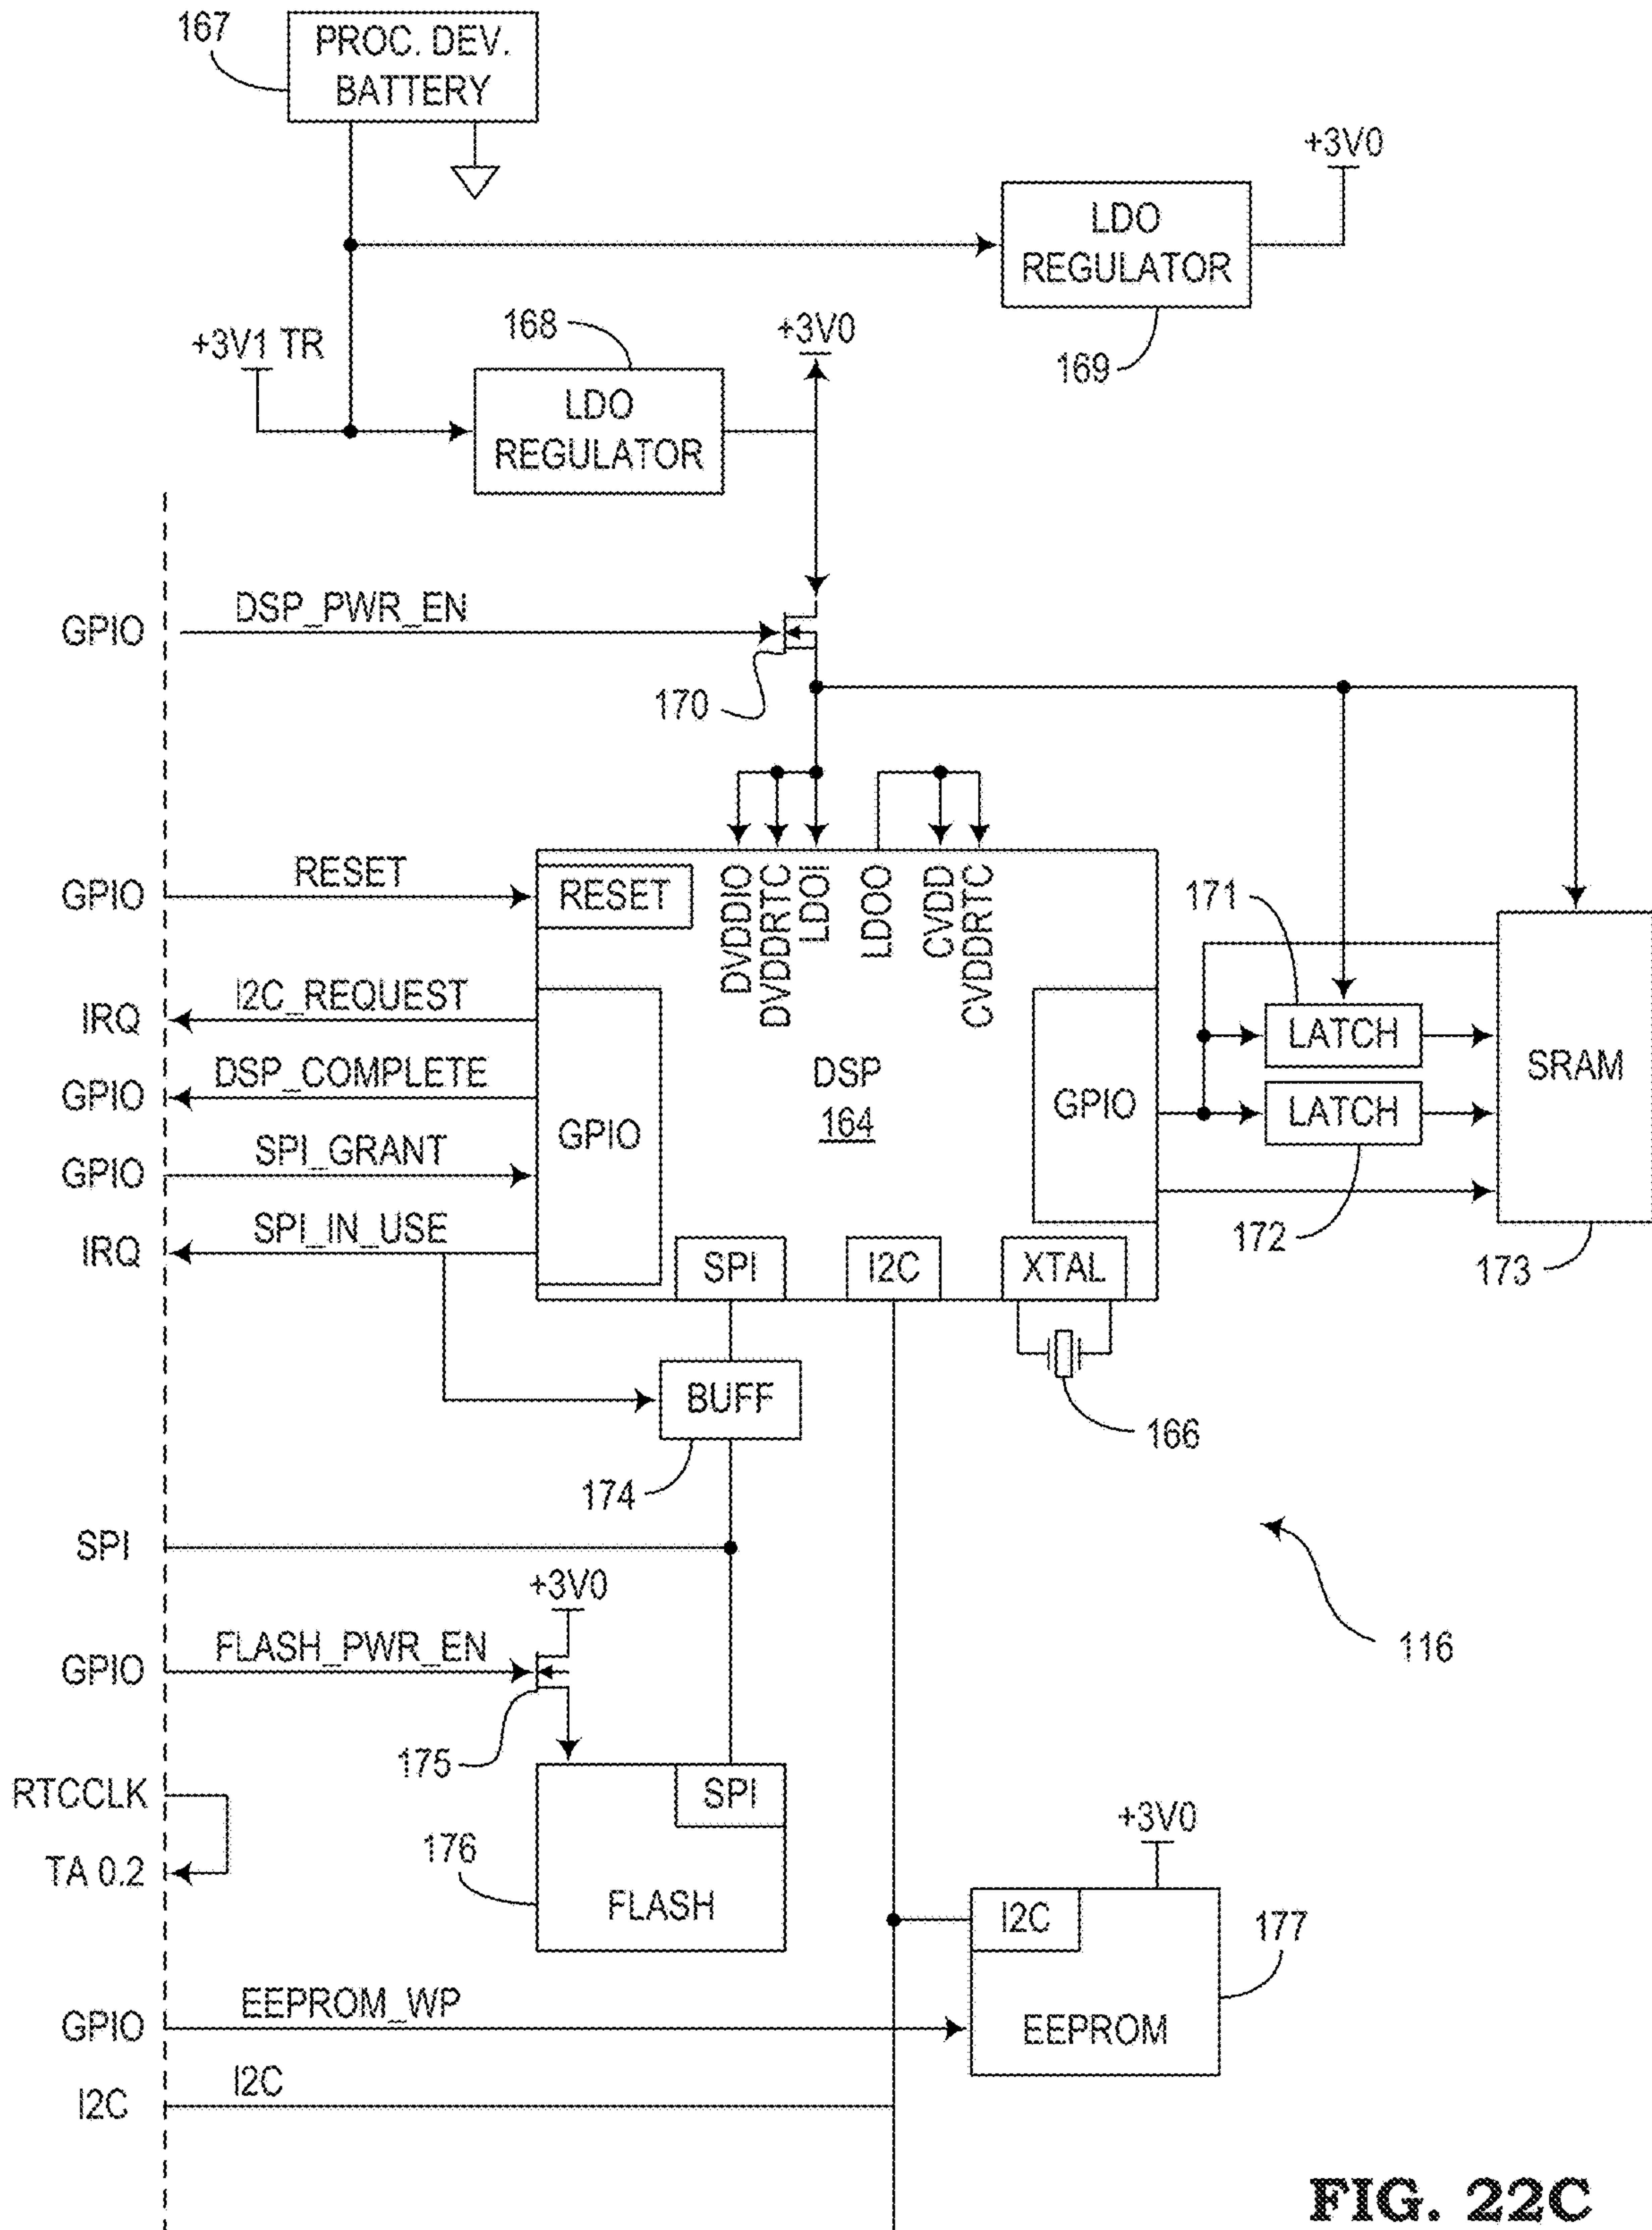 167
PROC. DEV.
BATTERY
+3V0
LDO
REGULATOR
169
+3V1 TR
168
+3V0
LDO
REGULATOR
GPIO
DSP_PWR_EN
170
GPIO
RESET
RESET
DVDDIO
DVDDRTC
LDOI
LDOO
CVDD
CVDDRTC
171
IRQ
I2C_REQUEST
LATCH
SRAM
GPIO
DSP_COMPLETE
DSP
164
GPIO
GPIO
LATCH
GPIO
SPI_GRANT
172
173
IRQ
SPI_IN_USE
SPI
I2C
XTAL
BUFF
166
174
SPI
+3V0
116
GPIO
FLASH_PWR_EN
175
RTCCLK
SPI
TA 0.2
176
FLASH
+3V0
I2C
177
EEPROM
GPIO
EEPROM_WP
I2C
I2C
FIG. 22C